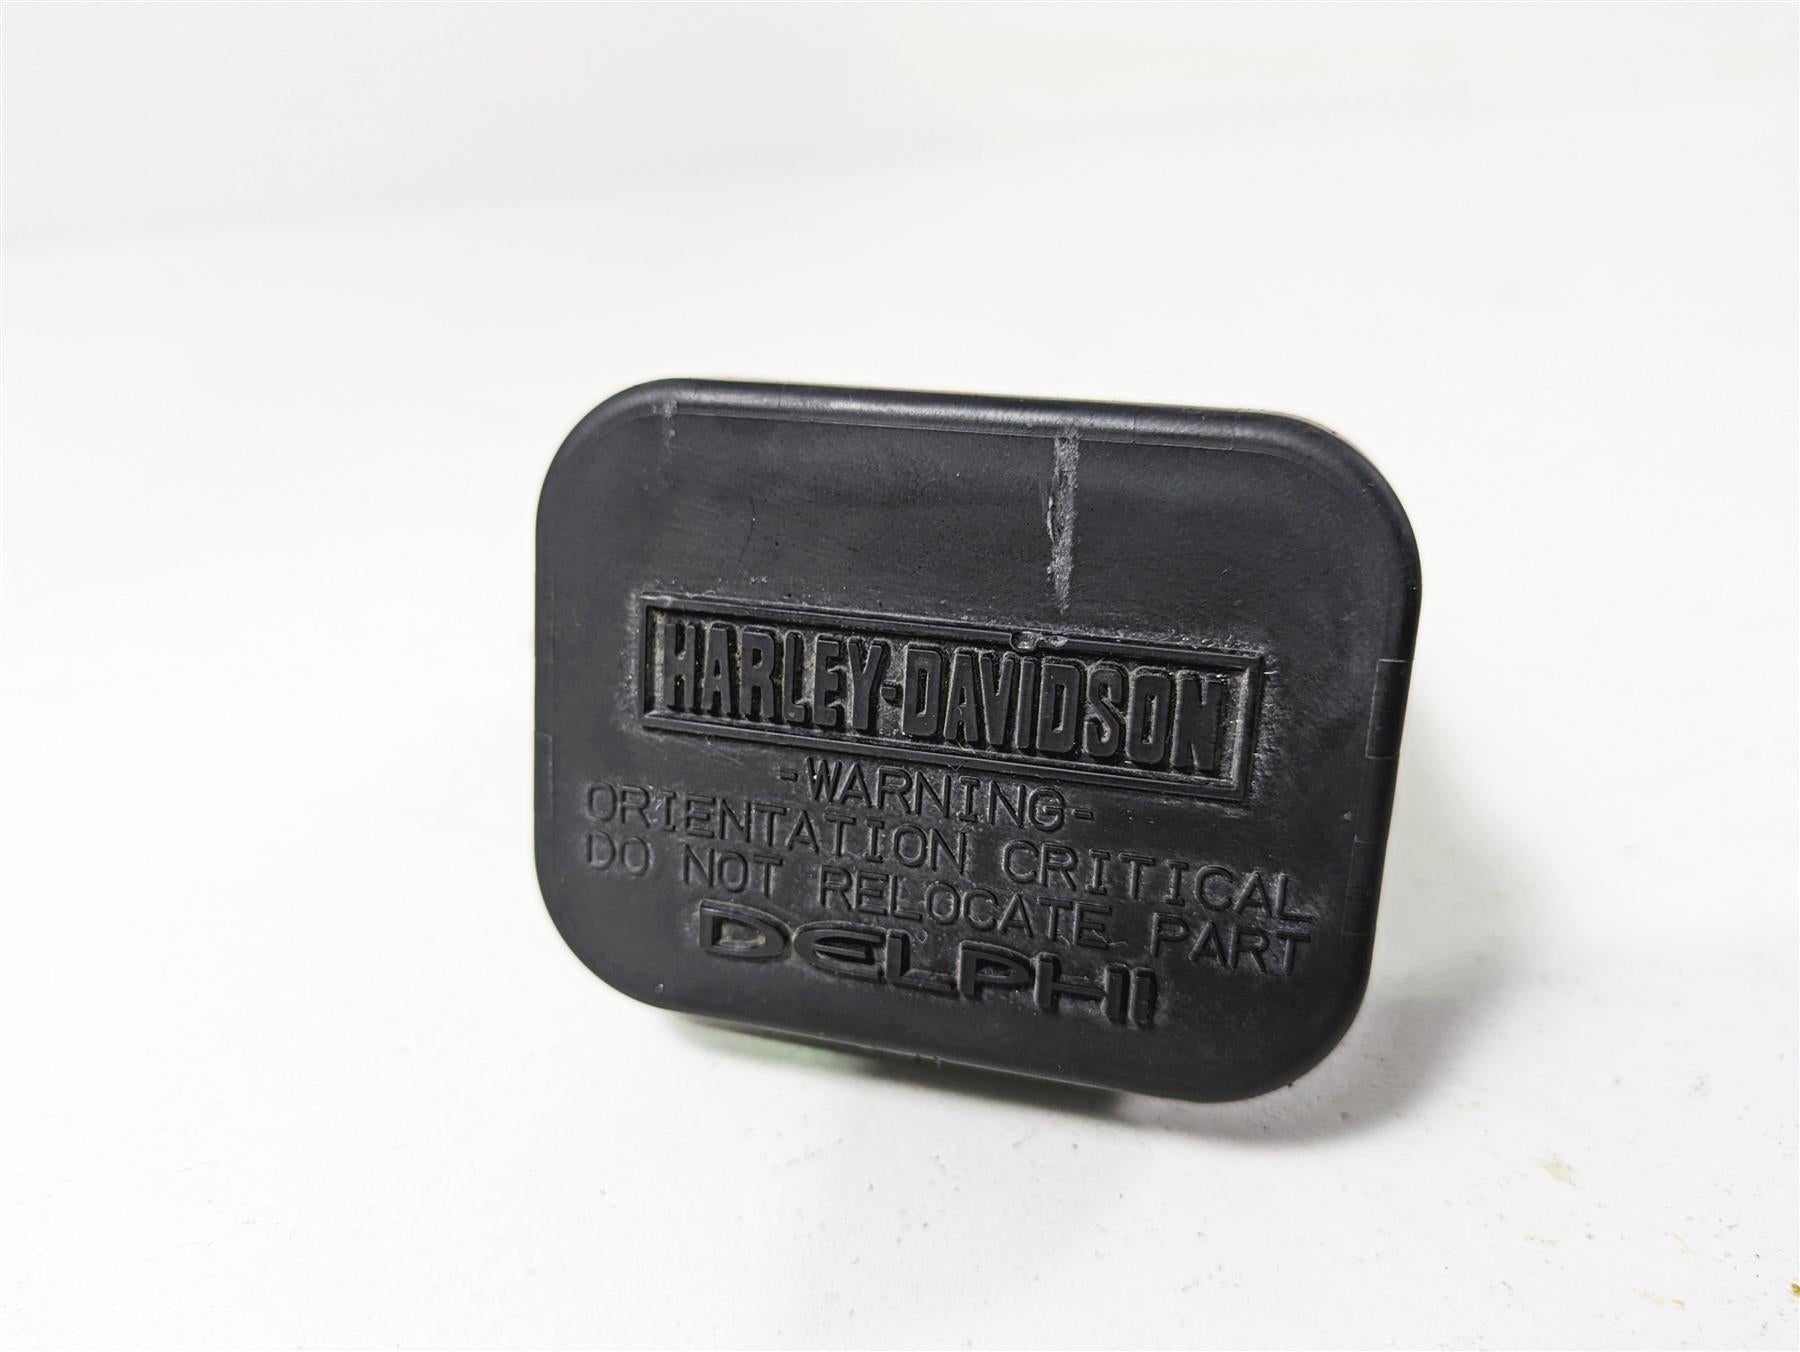 HARLEY-DAVIDSON
-WARNING-
ORIENTATION CRITICAL
DO NOT RELOCATE PART
DELPHI